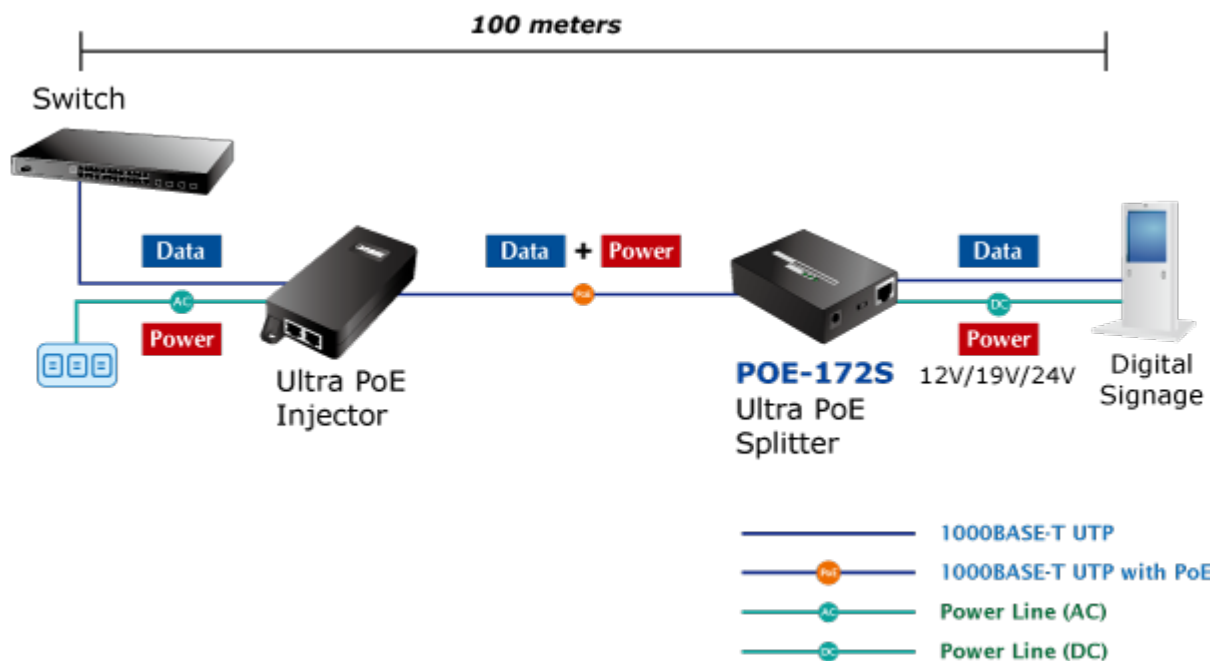 100 meters
Switch
Data
AC
Power
Ultra PoE
Injector
Data + Power
PoE
POE-172S
Ultra PoE
Splitter
Data
DC
Power
12V/19V/24V
Digital
Signage
1000BASE-T UTP
PoE
1000BASE-T UTP with PoE
AC
Power Line (AC)
DC
Power Line (DC)